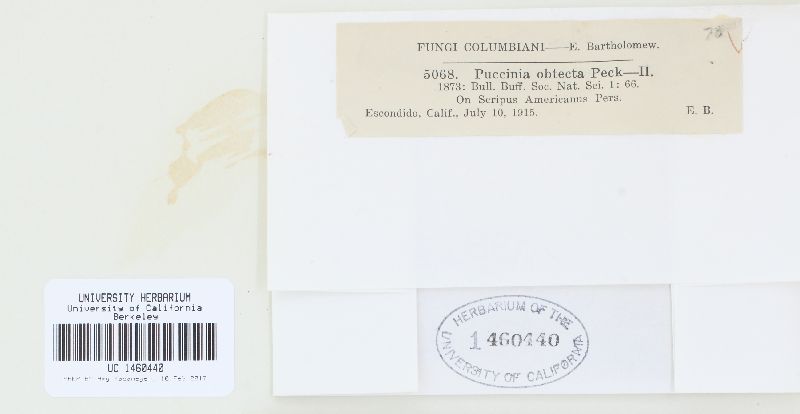 FUNGI COLUMBIANI—E. Bartholomew.
5068. Puccinia obtecta Peck—II.
1873: Bull. Buff. Soc. Nat. Sci. 1: 66.
On Scripus Americanus Pers.
Escondido, Calif., July 10, 1915. E. B.
HERBARIUM OF THE
1460440
UNIVERSITY OF CALIFORNIA
UNIVERSITY HERBARIUM
University of California
Berkeley
UC 1460440